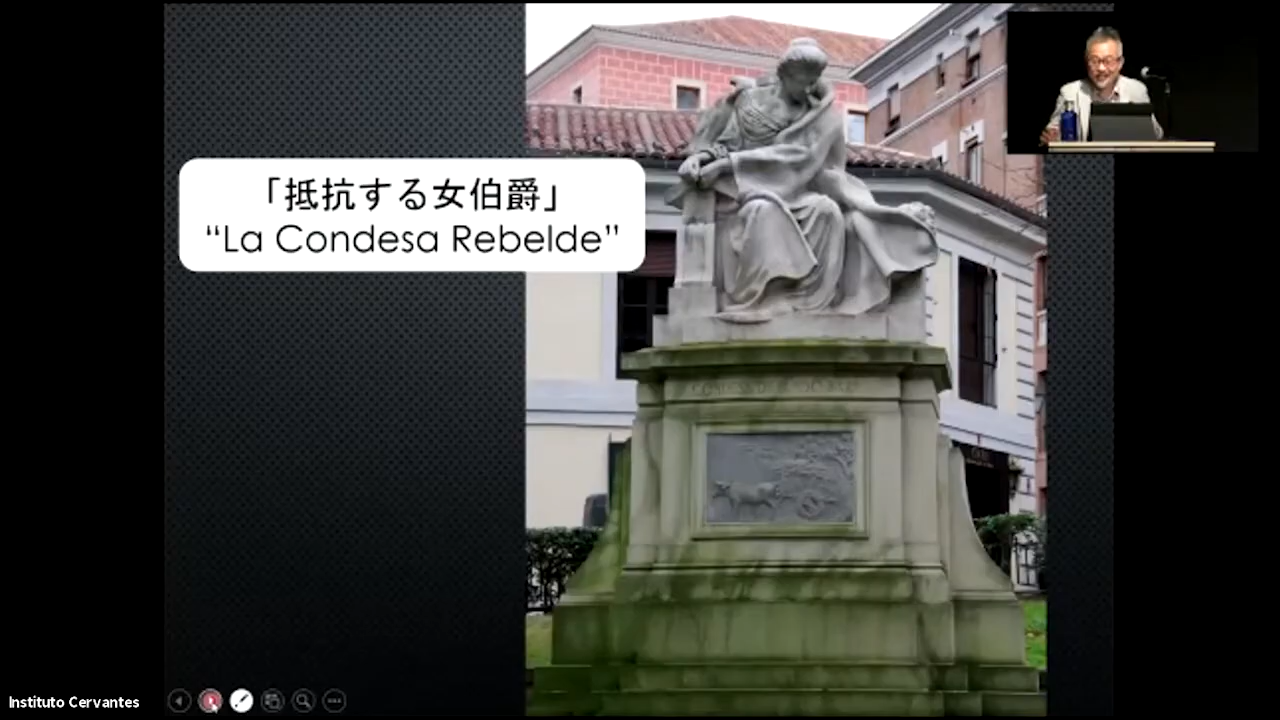 「抵抗する女伯爵」
“La Condesa Rebelde”
Instituto Cervantes